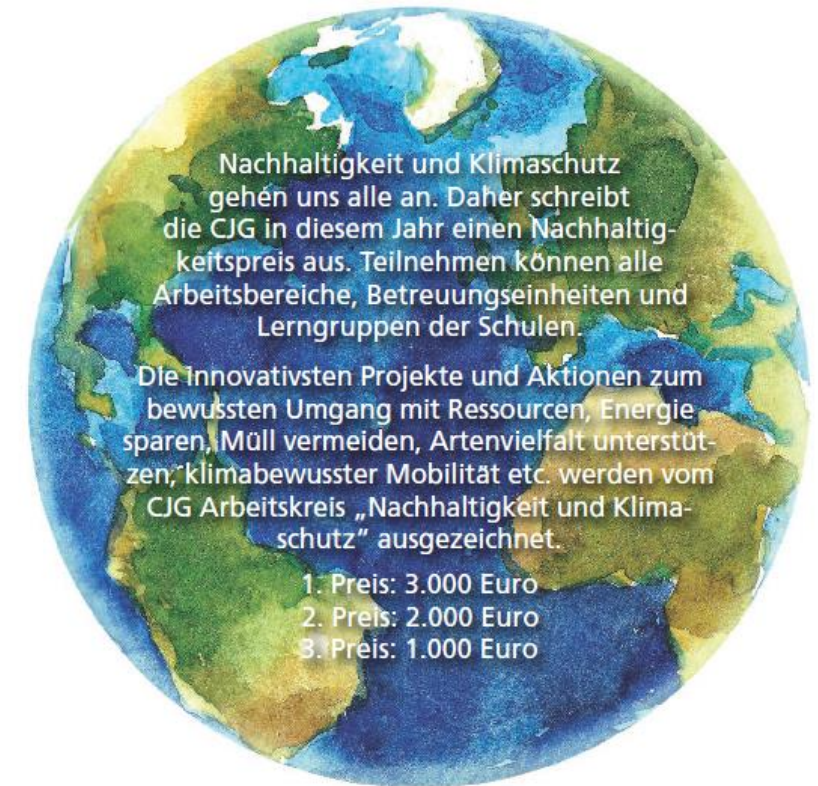 Nachhaltigkeit und Klimaschutz
gehen uns alle an. Daher schreibt
die CJG in diesem Jahr einen Nachhaltig-
keitspreis aus. Teilnehmen können alle
Arbeitsbereiche, Betreuungseinheiten und
Lerngruppen der Schulen.
Die innovativsten Projekte und Aktionen zum
bewussten Umgang mit Ressourcen, Energie
sparen, Müll vermeiden, Artenvielfalt unterstüt-
zen, klimabewusster Mobilität etc. werden vom
CJG Arbeitskreis „Nachhaltigkeit und Klima-
schutz“ ausgezeichnet.
1. Preis: 3.000 Euro
2. Preis: 2.000 Euro
3. Preis: 1.000 Euro